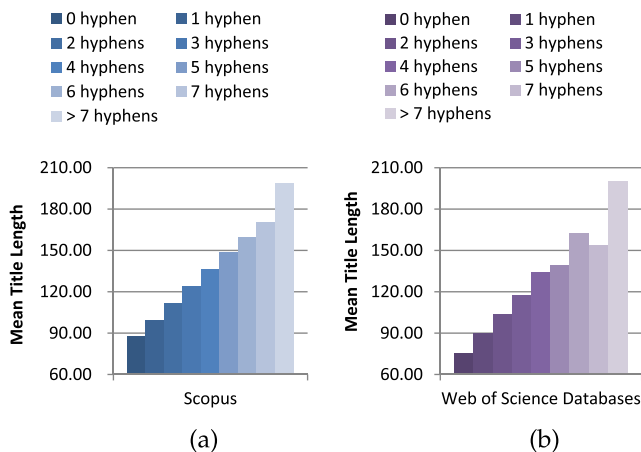 0 hyphen 1 hyphen
2 hyphens 3 hyphens
4 hyphens 5 hyphens
6 hyphens 7 hyphens
> 7 hyphens
Mean Title Length
210.00
180.00
150.00
120.00
90.00
60.00
Scopus
(a)
0 hyphen 1 hyphen
2 hyphens 3 hyphens
4 hyphens 5 hyphens
6 hyphens 7 hyphens
> 7 hyphens
Mean Title Length
210.00
180.00
150.00
120.00
90.00
60.00
Web of Science Databases
(b)